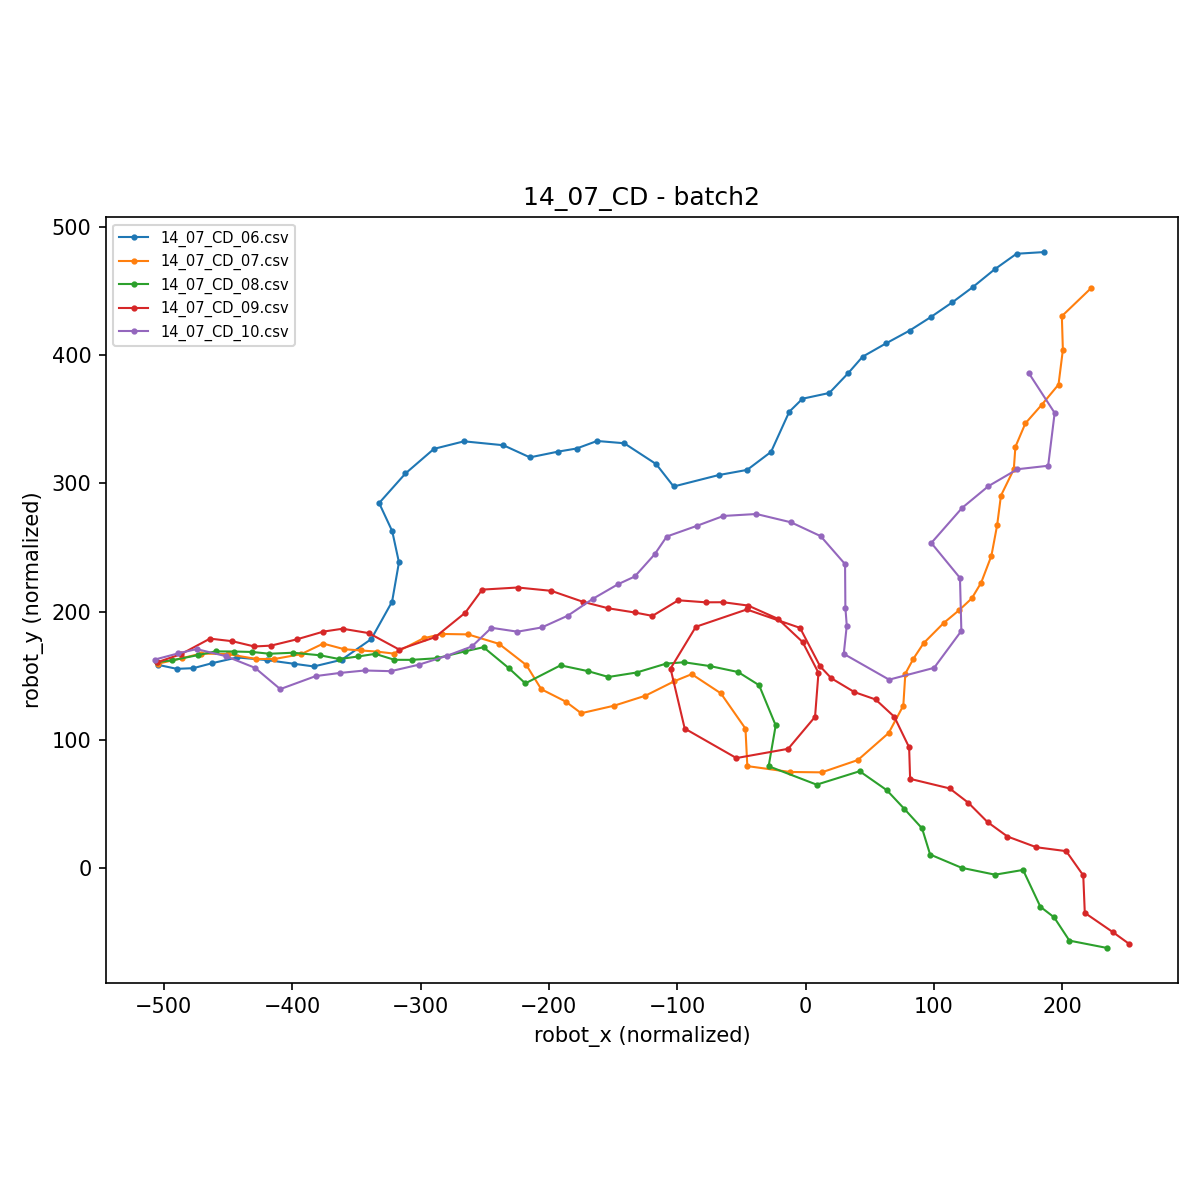 14_07_CD - batch2
500
400
300
200
100
0
14_07_CD_06.csv
14_07_CD_07.csv
14_07_CD_08.csv
14_07_CD_09.csv
14_07_CD_10.csv
robot_y (normalized)
−500 −400 −300 −200 −100 0 100 200
robot_x (normalized)